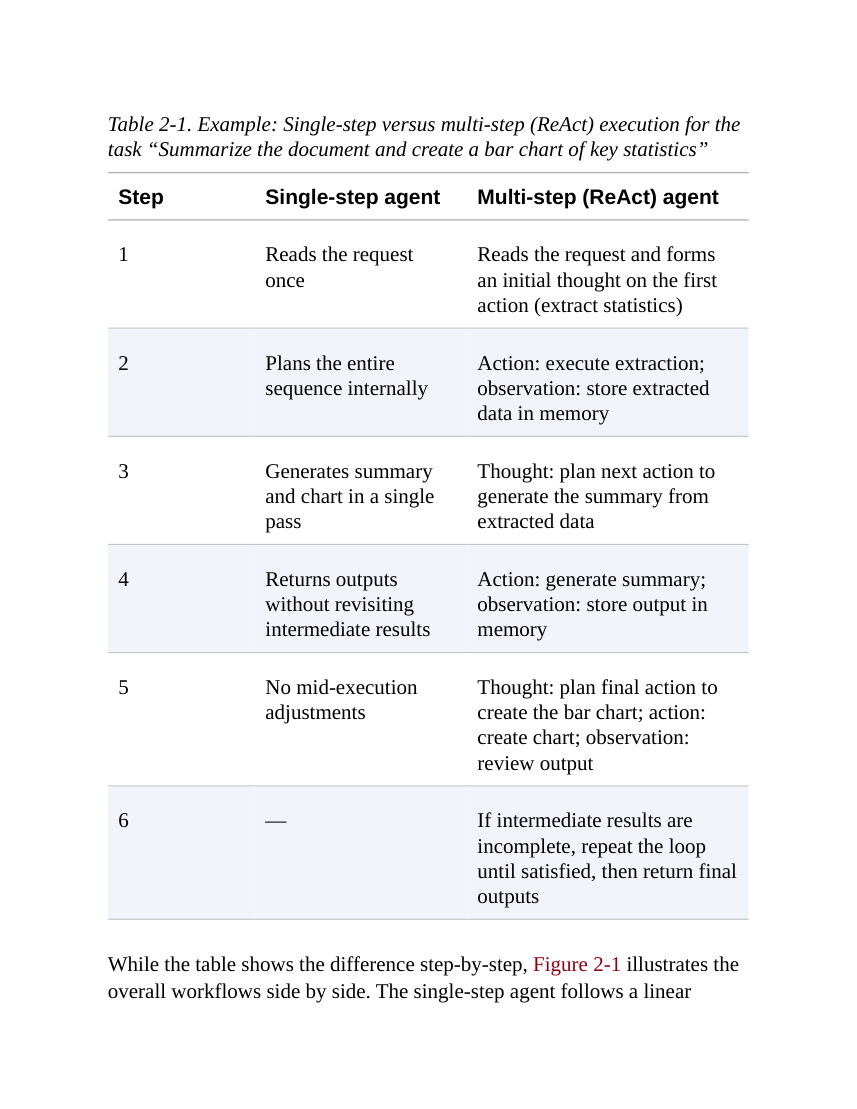 Table 2-1. Example: Single-step versus multi-step (ReAct) execution for the
task “Summarize the document and create a bar chart of key statistics”
Step
Single-step agent
Multi-step (ReAct) agent
1
Reads the request
once
Reads the request and forms
an initial thought on the first
action (extract statistics)
2
Plans the entire
sequence internally
Action: execute extraction;
observation: store extracted
data in memory
3
Generates summary
and chart in a single
pass
Thought: plan next action to
generate the summary from
extracted data
4
Returns outputs
without revisiting
intermediate results
Action: generate summary;
observation: store output in
memory
5
No mid-execution
adjustments
Thought: plan final action to
create the bar chart; action:
create chart; observation:
review output
6
—
If intermediate results are
incomplete, repeat the loop
until satisfied, then return final
outputs
While the table shows the difference step-by-step, Figure 2-1 illustrates the
overall workflows side by side. The single-step agent follows a linear